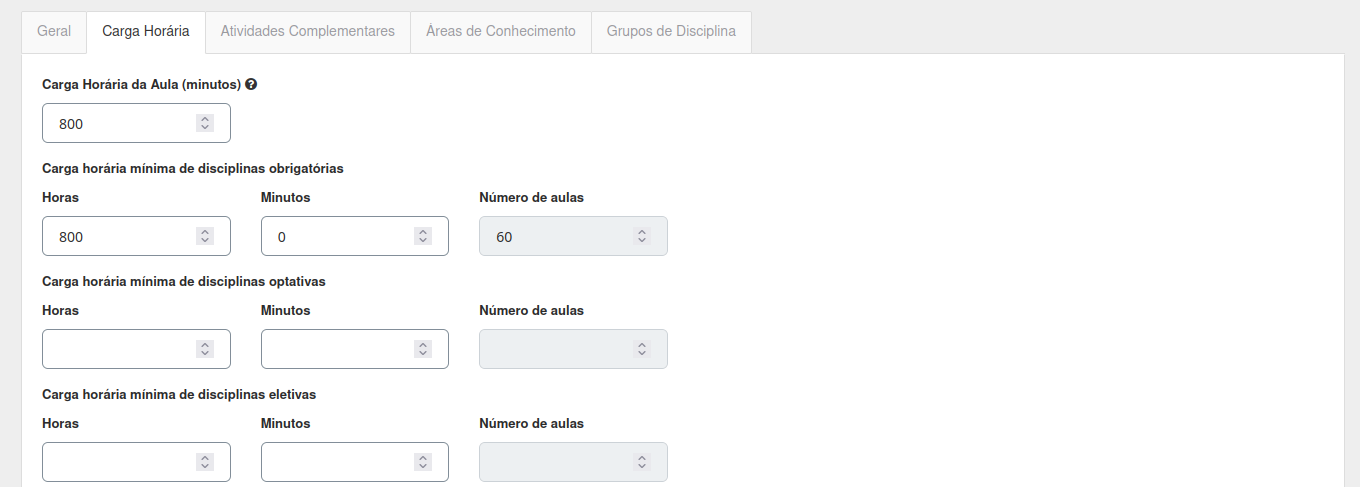 Geral Carga Horária Atividades Complementares Áreas de Conhecimento Grupos de Disciplina
Carga Horária da Aula (minutos) ?
800
Carga horária mínima de disciplinas obrigatórias
Horas Minutos Número de aulas
800 0 60
Carga horária mínima de disciplinas optativas
Horas Minutos Número de aulas
Carga horária mínima de disciplinas eletivas
Horas Minutos Número de aulas